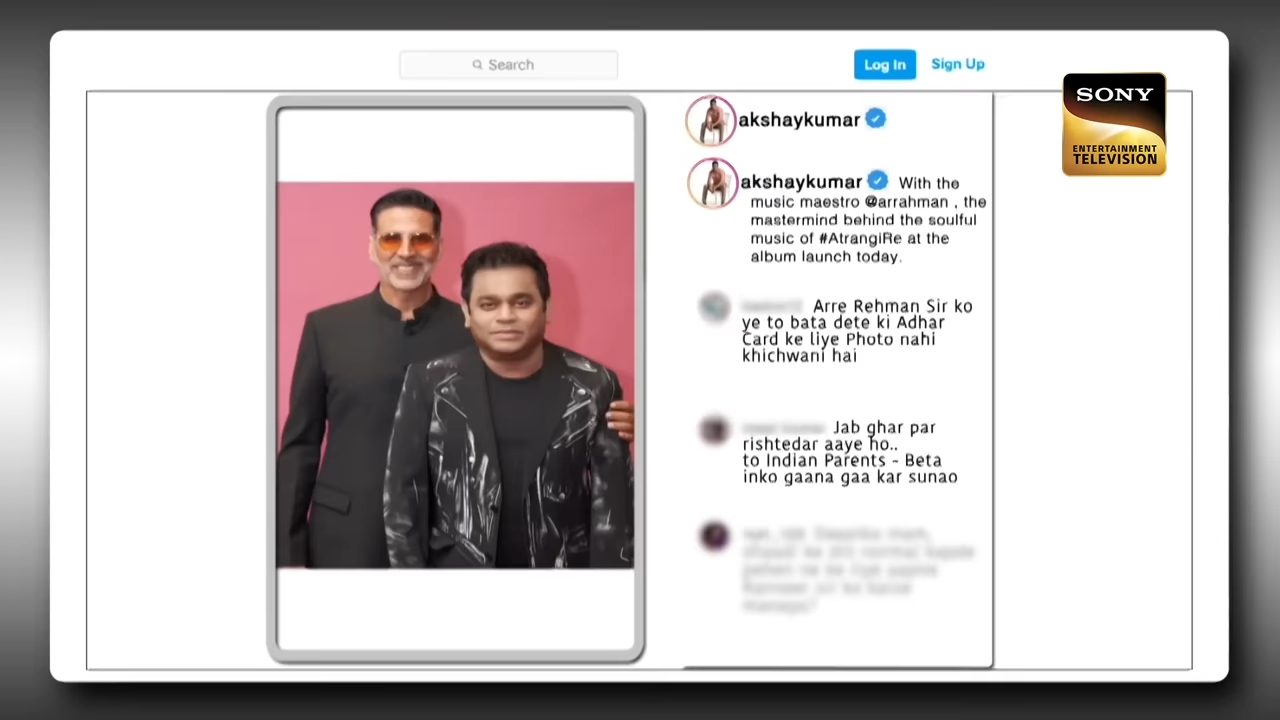 Search
Log In
Sign Up
SONY
ENTERTAINMENT
TELEVISION
akshaykumar
akshaykumar With the
music maestro @arrahman , the
mastermind behind the soulful
music of #AtrangiRe at the
album launch today.
Arre Rehman Sir ko
ye to bata dete ki Adhar
Card ke liye Photo nahi
khichwani hai
Jab ghar par
rishtedar aaye ho..
to Indian Parents - Beta
inko gaana gaa kar sunao